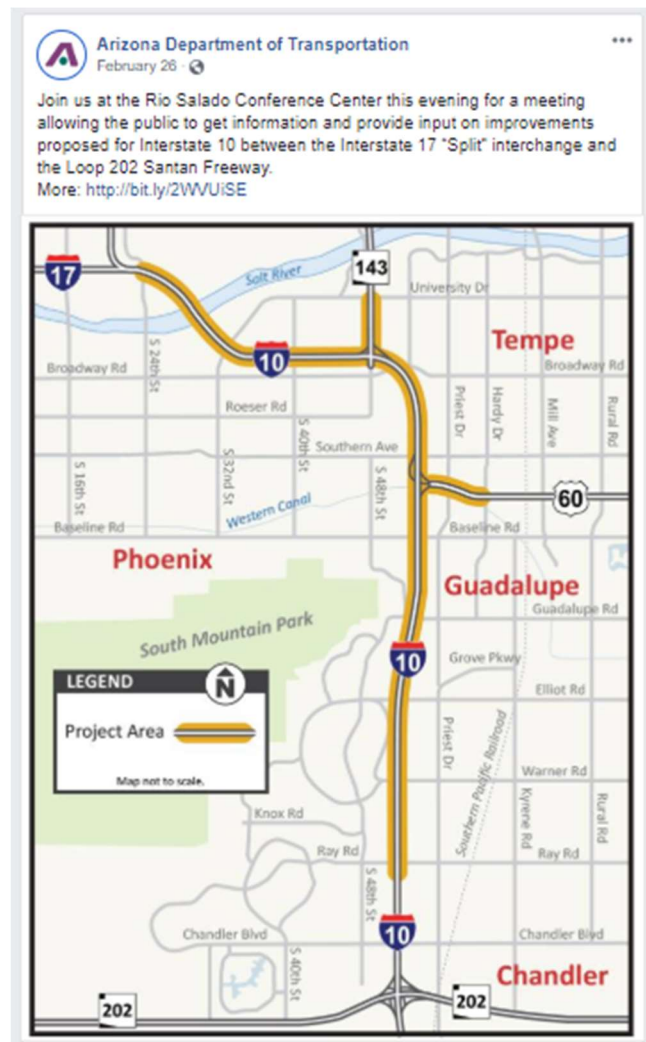 Arizona Department of Transportation
February 26
Join us at the Rio Salado Conference Center this evening for a meeting
allowing the public to get information and provide input on improvements
proposed for Interstate 10 between the Interstate 17 "Split" interchange and
the Loop 202 Santan Freeway.
More: http://bit.ly/2WVUiSE
17
Salt River
143
University Dr
Tempe
S 24th St
10
Broadway Rd
Broadway Rd
Roeser Rd
Priest Dr
Hardy Dr
Mill Ave
Rural Rd
S 40th St
Southern Ave
S 16th St
S 32nd St
S 48th St
60
Western Canal
Baseline Rd
Baseline Rd
Phoenix
Guadalupe
Guadalupe Rd
South Mountain Park
10
Grove Pkwy
LEGEND
N
Elliot Rd
Project Area
Priest Dr
Southern Pacific Railroad
Map not to scale.
Warner Rd
Kyrene Rd
Rural Rd
Knox Rd
Ray Rd
Ray Rd
S 48th St
10
Chandler Blvd
Chandler Blvd
S 40th St
Chandler
202
202